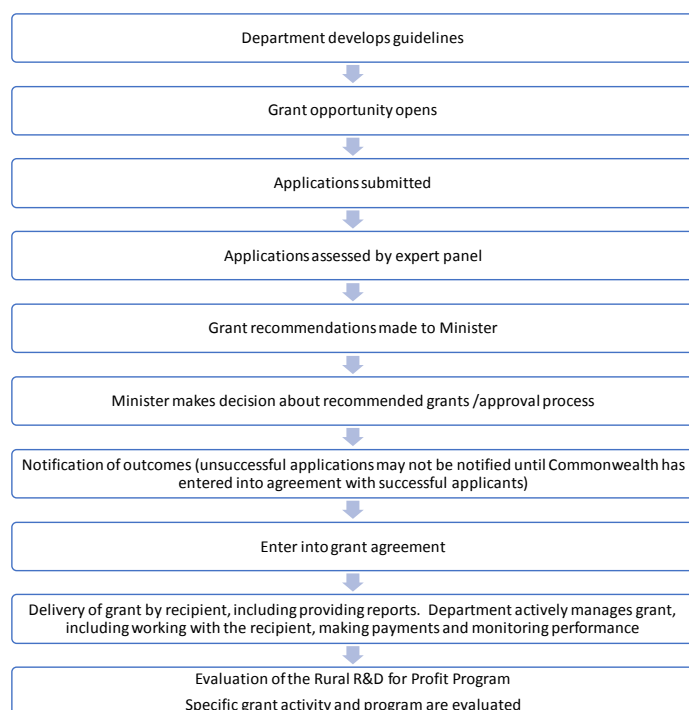 Department develops guidelines
Grant opportunity opens
Applications submitted
Applications assessed by expert panel
Grant recommendations made to Minister
Minister makes decision about recommended grants /approval process
Notification of outcomes (unsuccessful applications may not be notified until Commonwealth has
entered into agreement with successful applicants)
Enter into grant agreement
Delivery of grant by recipient, including providing reports.  Department actively manages grant,
including working with the recipient, making payments and monitoring performance
Evaluation of the Rural R&D for Profit Program
Specific grant activity and program are evaluated